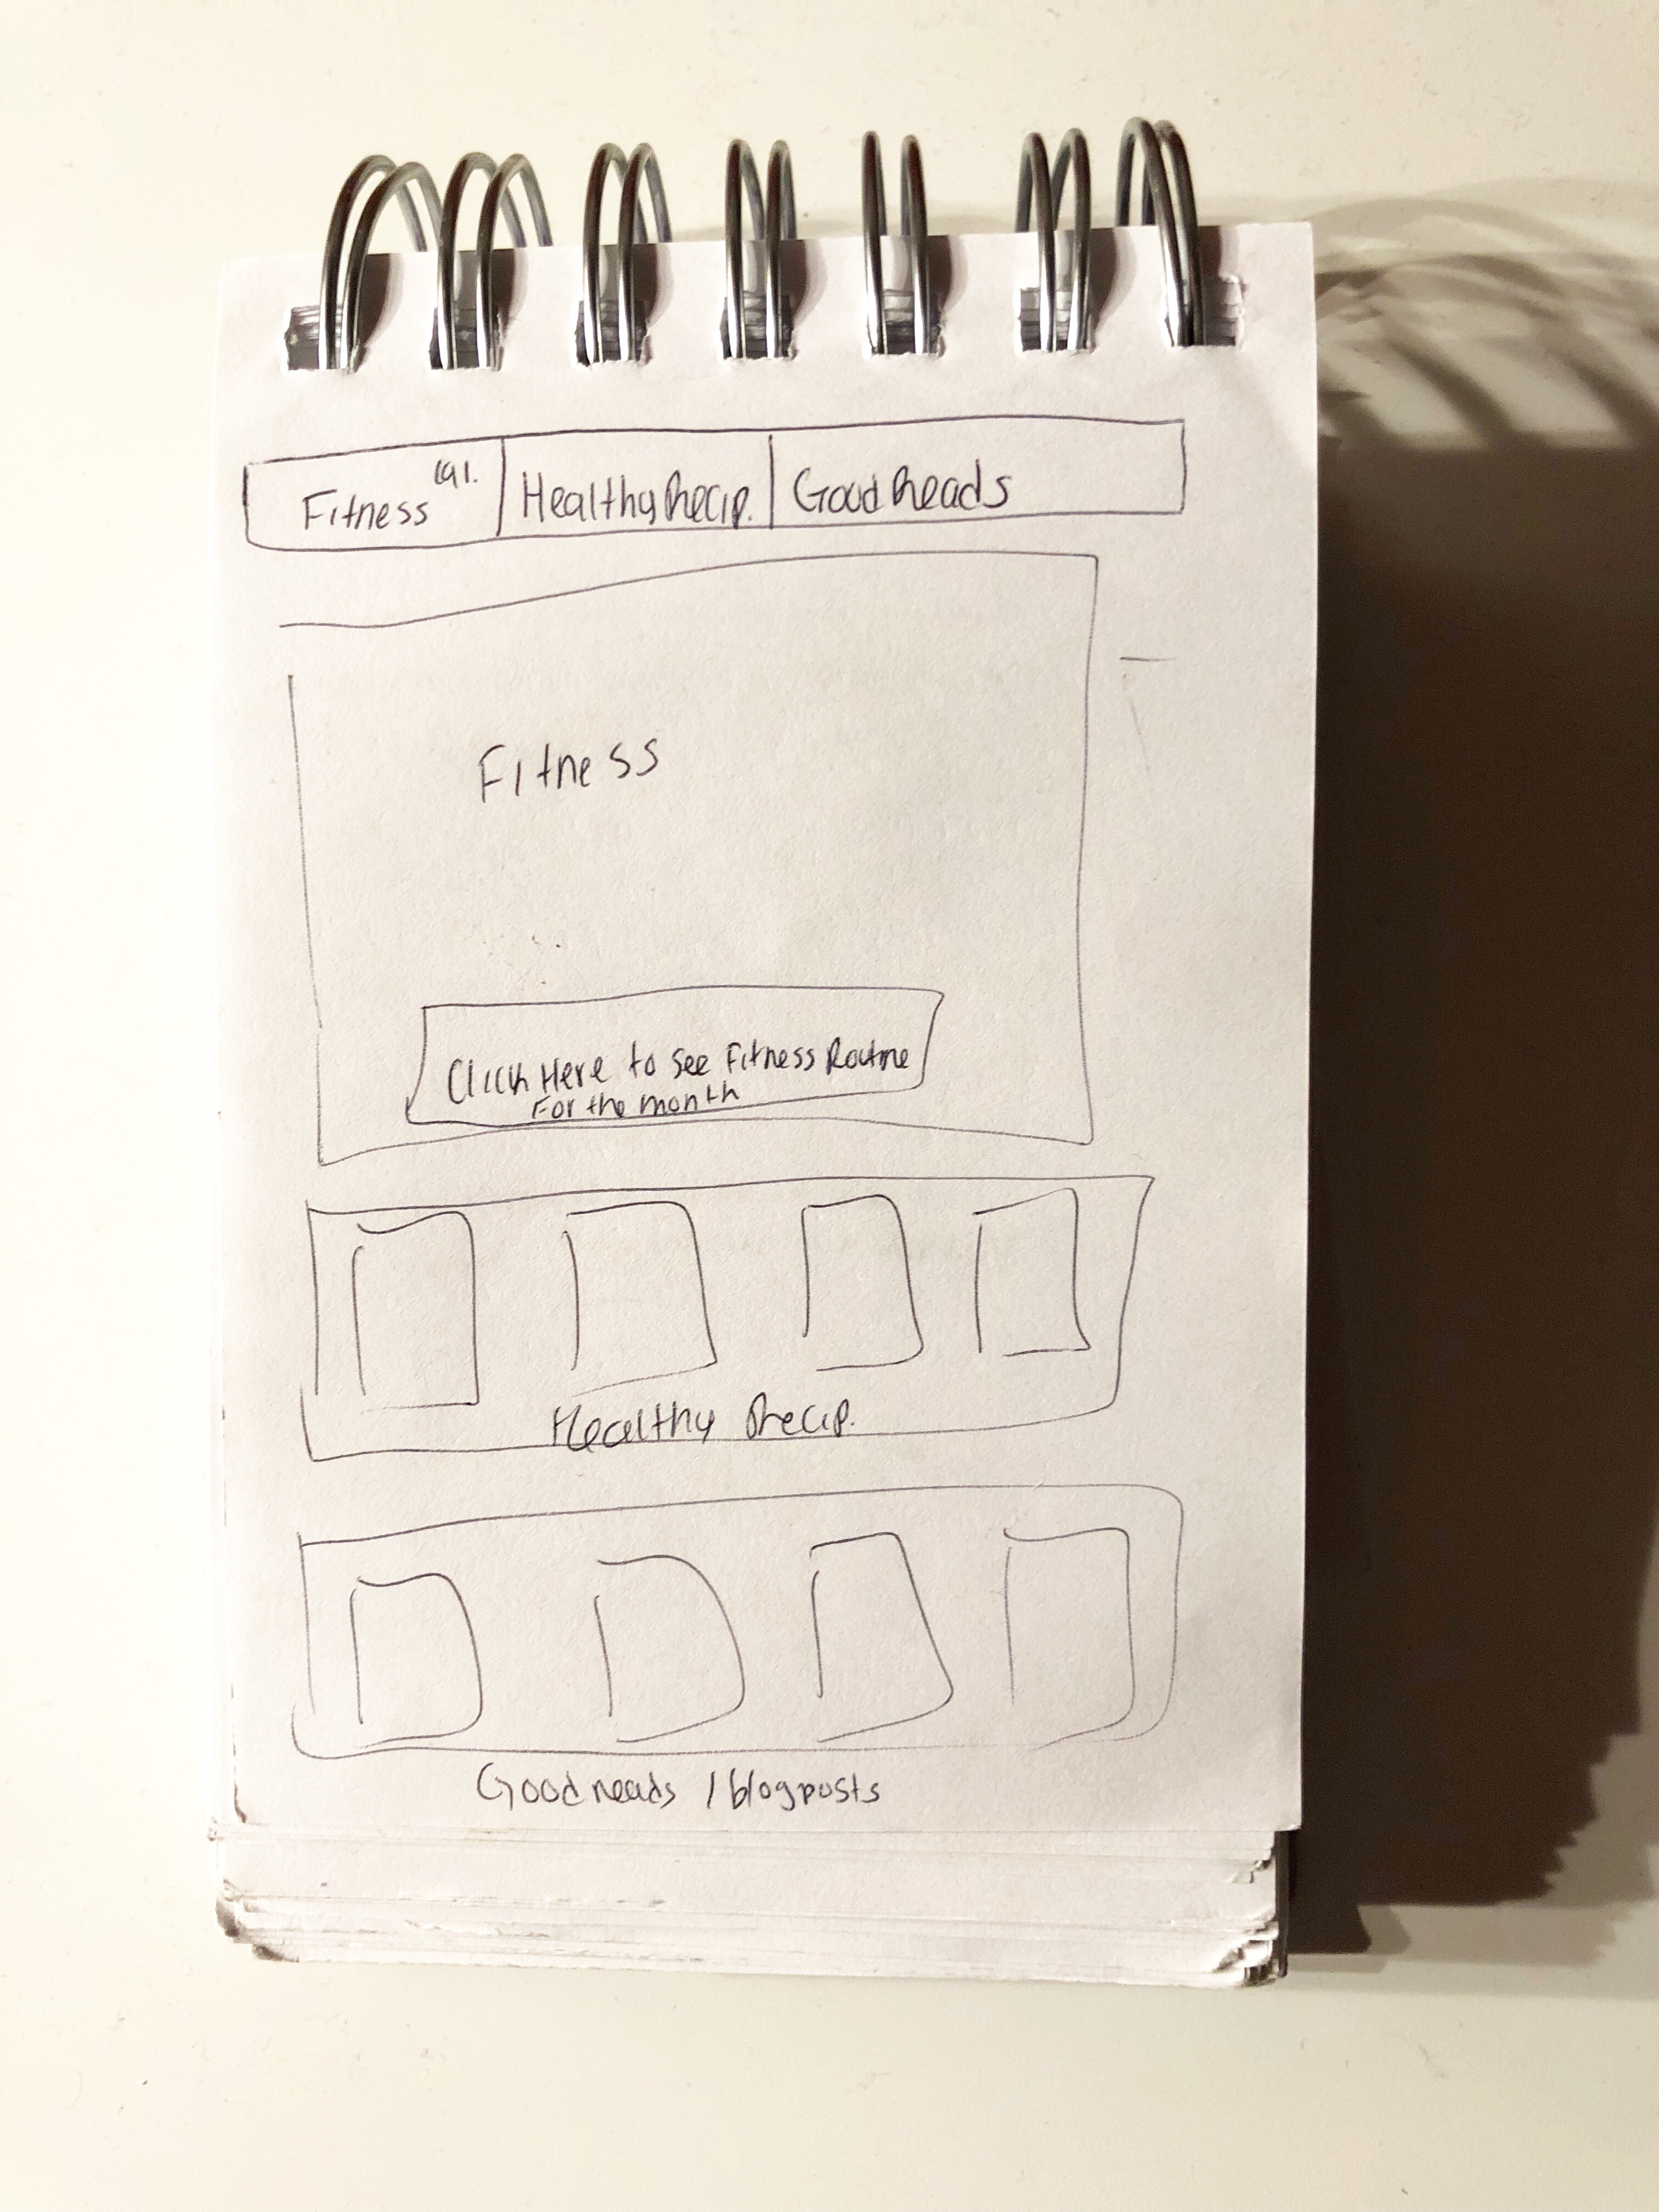 Fitness cal.
Healthy Recip.
Good Reads
Fitness
Click Here to see Fitness Routine
For the month
Healthy Recip.
Good reads / blogposts